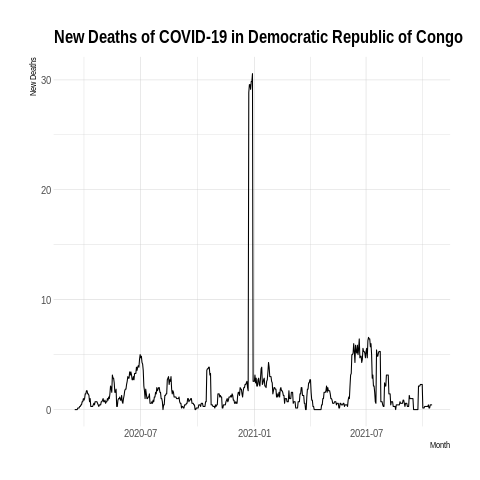 New Deaths of COVID-19 in Democratic Republic of Congo
New Deaths
30
20
10
0
2020-07
2021-01
2021-07
Month